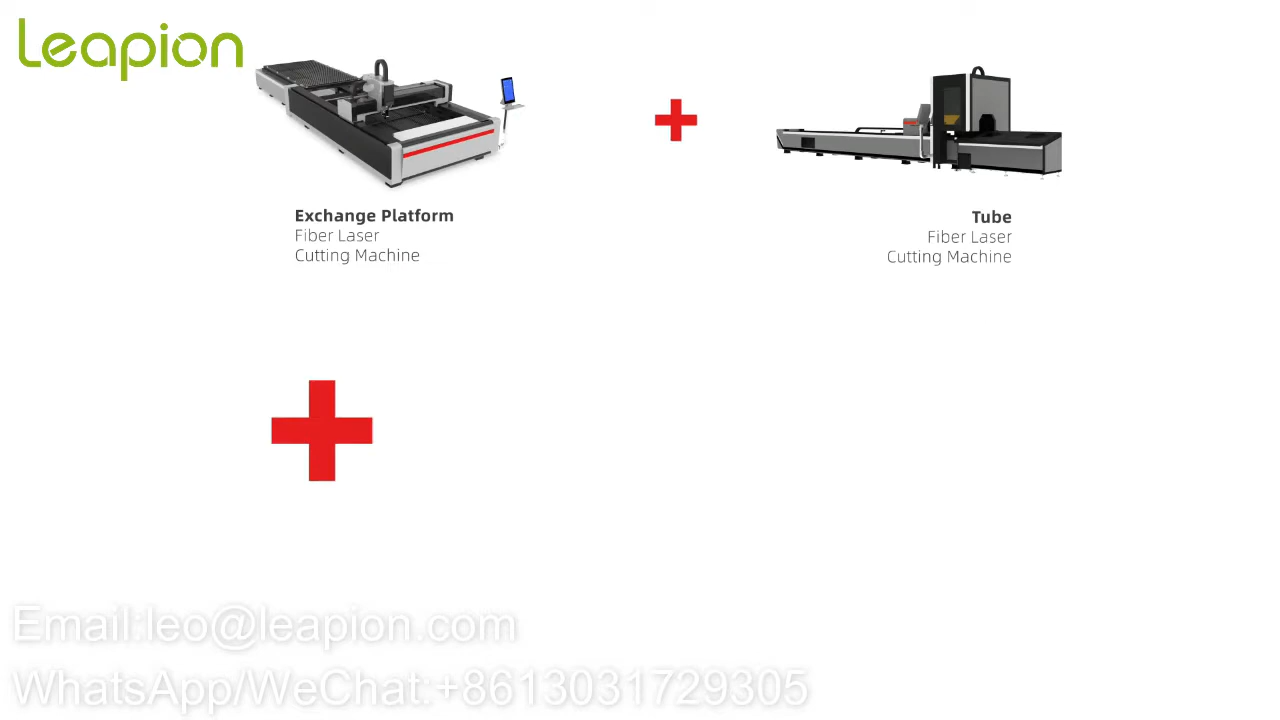 Leapion
Exchange Platform
Fiber Laser
Cutting Machine
Tube
Fiber Laser
Cutting Machine
Email:leo@leapion.com
WhatsApp/WeChat:+8613031729305